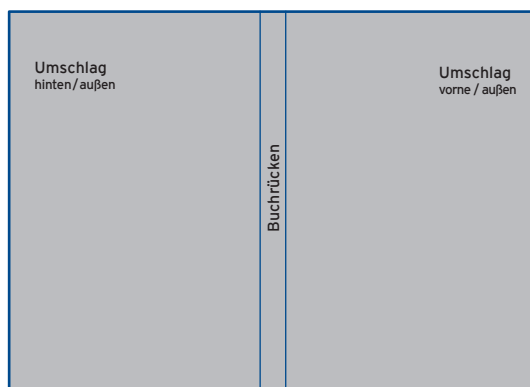 Umschlag
hinten/außen
Buchrücken
Umschlag
vorne / außen